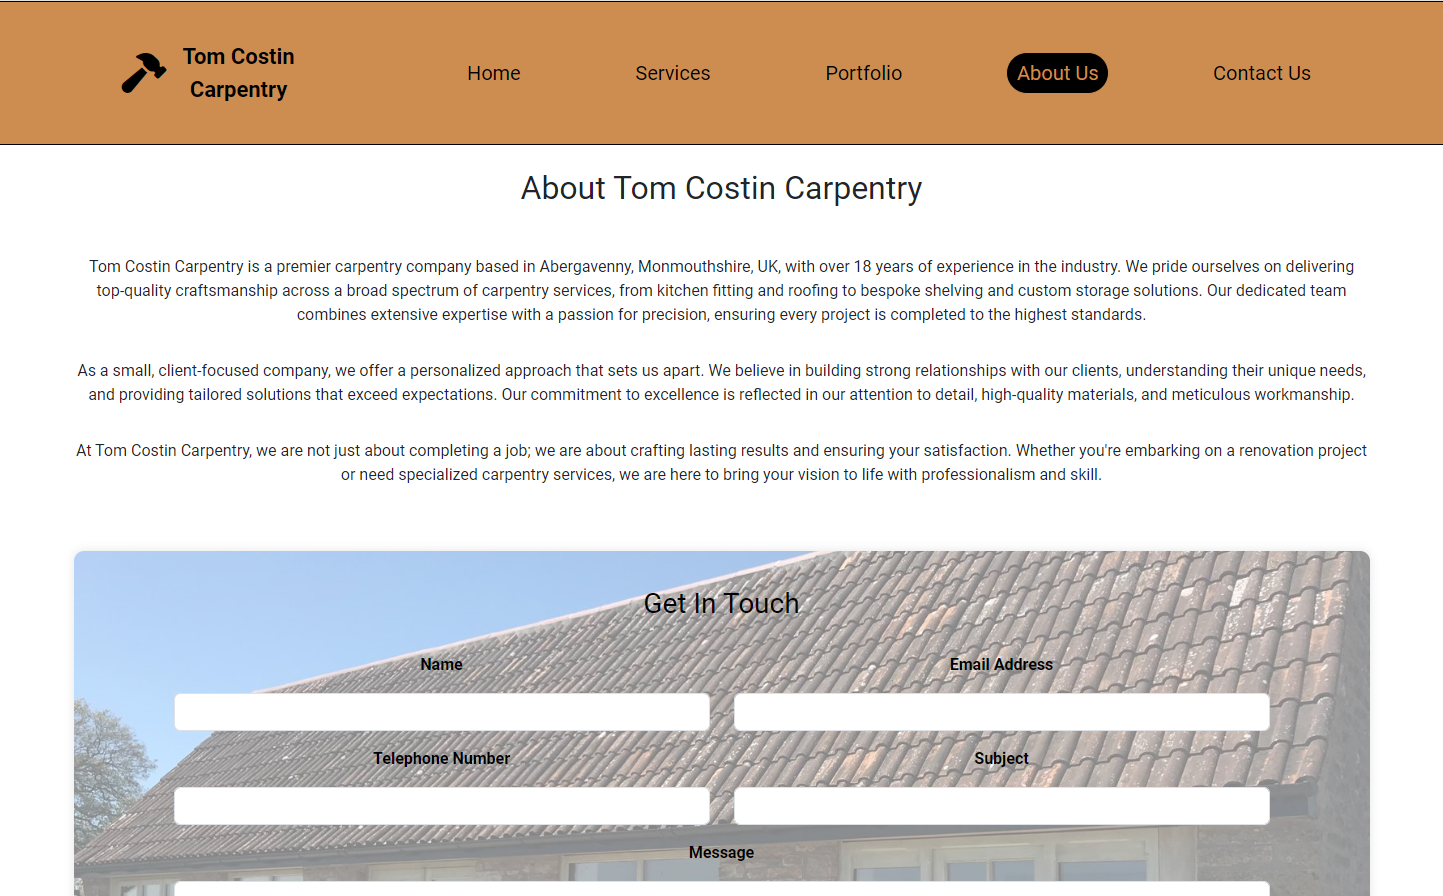 Tom Costin
Carpentry
Home
Services
Portfolio
About Us
Contact Us
About Tom Costin Carpentry
Tom Costin Carpentry is a premier carpentry company based in Abergavenny, Monmouthshire, UK, with over 18 years of experience in the industry. We pride ourselves on delivering
top-quality craftsmanship across a broad spectrum of carpentry services, from kitchen fitting and roofing to bespoke shelving and custom storage solutions. Our dedicated team
combines extensive expertise with a passion for precision, ensuring every project is completed to the highest standards.
As a small, client-focused company, we offer a personalized approach that sets us apart. We believe in building strong relationships with our clients, understanding their unique needs,
and providing tailored solutions that exceed expectations. Our commitment to excellence is reflected in our attention to detail, high-quality materials, and meticulous workmanship.
At Tom Costin Carpentry, we are not just about completing a job; we are about crafting lasting results and ensuring your satisfaction. Whether you're embarking on a renovation project
or need specialized carpentry services, we are here to bring your vision to life with professionalism and skill.
Get In Touch
Name
Email Address
Telephone Number
Subject
Message